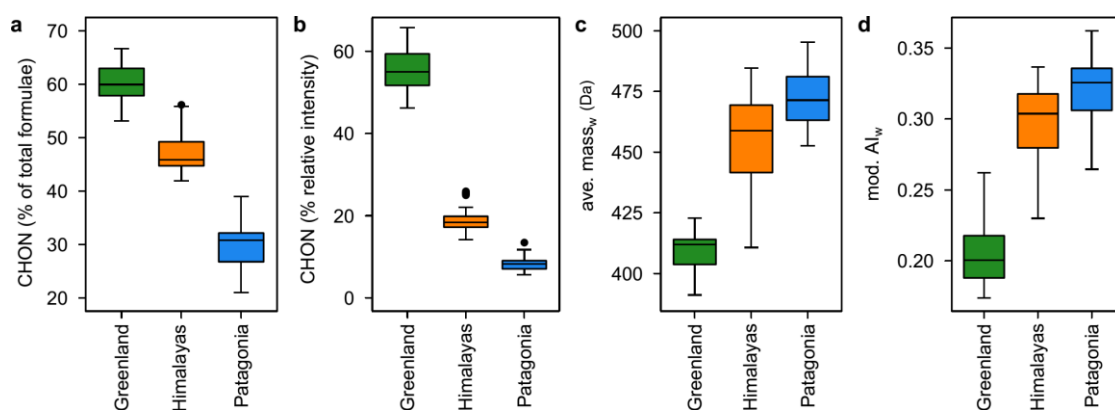 a
CHON (% of total formulae)
70
60
50
40
30
20
Greenland
Himalayas
Patagonia
b
CHON (% relative intensity)
60
40
20
0
Greenland
Himalayas
Patagonia
c
ave. mass_w (Da)
500
475
450
425
400
Greenland
Himalayas
Patagonia
d
mod. AI_w
0.35
0.30
0.25
0.20
Greenland
Himalayas
Patagonia